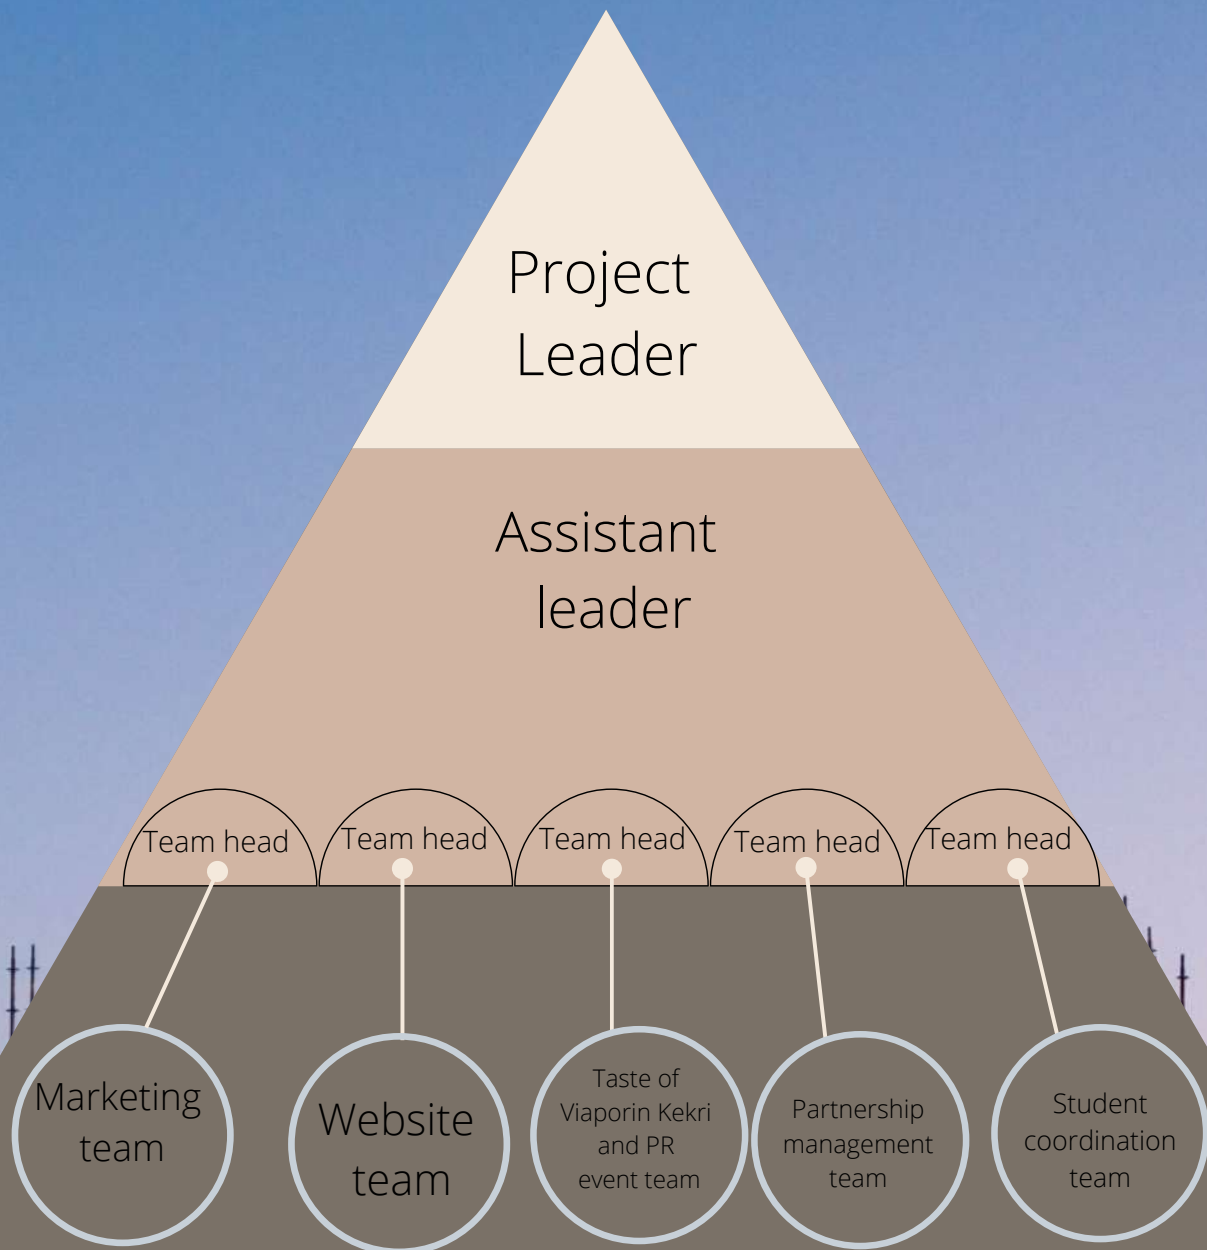 Project
Leader
Assistant
leader
Team head
Team head
Team head
Team head
Team head
Marketing
team
Website
team
Taste of
Viaporin Kekri
and PR
event team
Partnership
management
team
Student
coordination
team